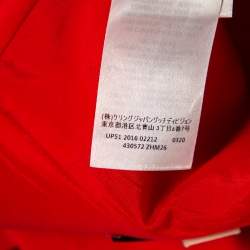 (株)ケリングジャパングッチディビジョン
東京都港区北青山3丁目6番7号
UPS1 2016 02212 0320
430572 ZHM26